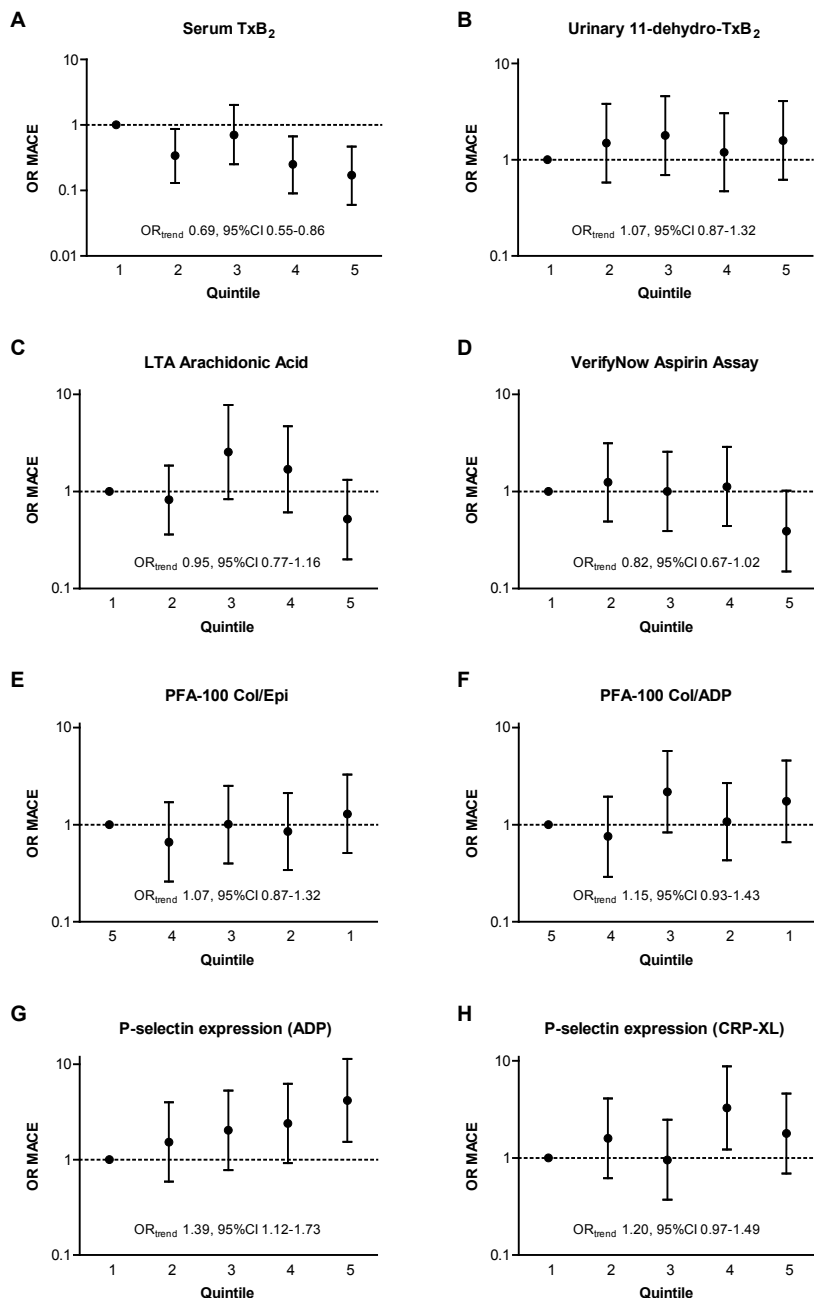 A
Serum TxB₂
10
1
0.1
0.01
OR MACE
OR_trend 0.69, 95%CI 0.55-0.86
1 2 3 4 5
Quintile
B
Urinary 11-dehydro-TxB₂
10
1
0.1
OR MACE
OR_trend 1.07, 95%CI 0.87-1.32
1 2 3 4 5
Quintile
C
LTA Arachidonic Acid
10
1
0.1
OR MACE
OR_trend 0.95, 95%CI 0.77-1.16
1 2 3 4 5
Quintile
D
VerifyNow Aspirin Assay
10
1
0.1
OR MACE
OR_trend 0.82, 95%CI 0.67-1.02
1 2 3 4 5
Quintile
E
PFA-100 Col/Epi
10
1
0.1
OR MACE
OR_trend 1.07, 95%CI 0.87-1.32
5 4 3 2 1
Quintile
F
PFA-100 Col/ADP
10
1
0.1
OR MACE
OR_trend 1.15, 95%CI 0.93-1.43
5 4 3 2 1
Quintile
G
P-selectin expression (ADP)
10
1
0.1
OR MACE
OR_trend 1.39, 95%CI 1.12-1.73
1 2 3 4 5
Quintile
H
P-selectin expression (CRP-XL)
10
1
0.1
OR MACE
OR_trend 1.20, 95%CI 0.97-1.49
1 2 3 4 5
Quintile